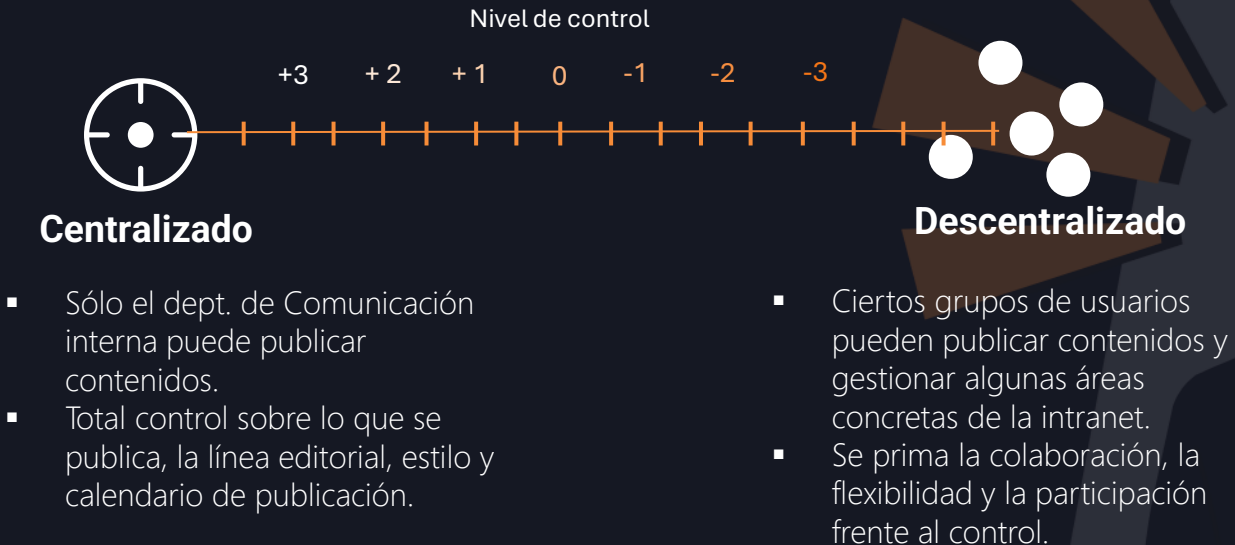 Nivel de control
+3 + 2 + 1 0 -1 -2 -3
Centralizado
▪ Sólo el dept. de Comunicación
interna puede publicar
contenidos.
▪ Total control sobre lo que se
publica, la línea editorial, estilo y
calendario de publicación.
Descentralizado
▪ Ciertos grupos de usuarios
pueden publicar contenidos y
gestionar algunas áreas
concretas de la intranet.
▪ Se prima la colaboración, la
flexibilidad y la participación
frente al control.